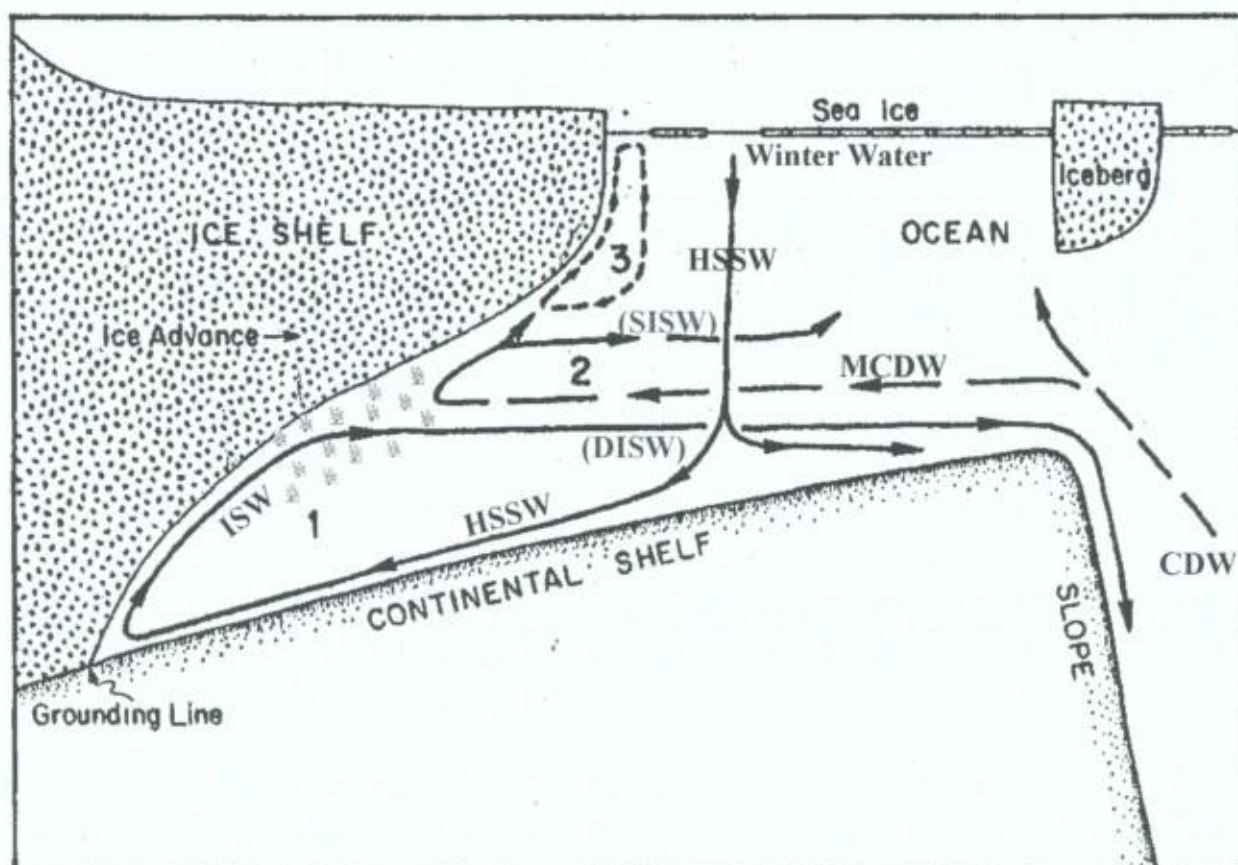 Sea Ice
Winter Water
Iceberg
ICE SHELF
OCEAN
3
HSSW
(SISW)
Ice Advance
2
MCDW
(DISW)
ISW
1
HSSW
CONTINENTAL SHELF
CDW
SLOPE
Grounding Line